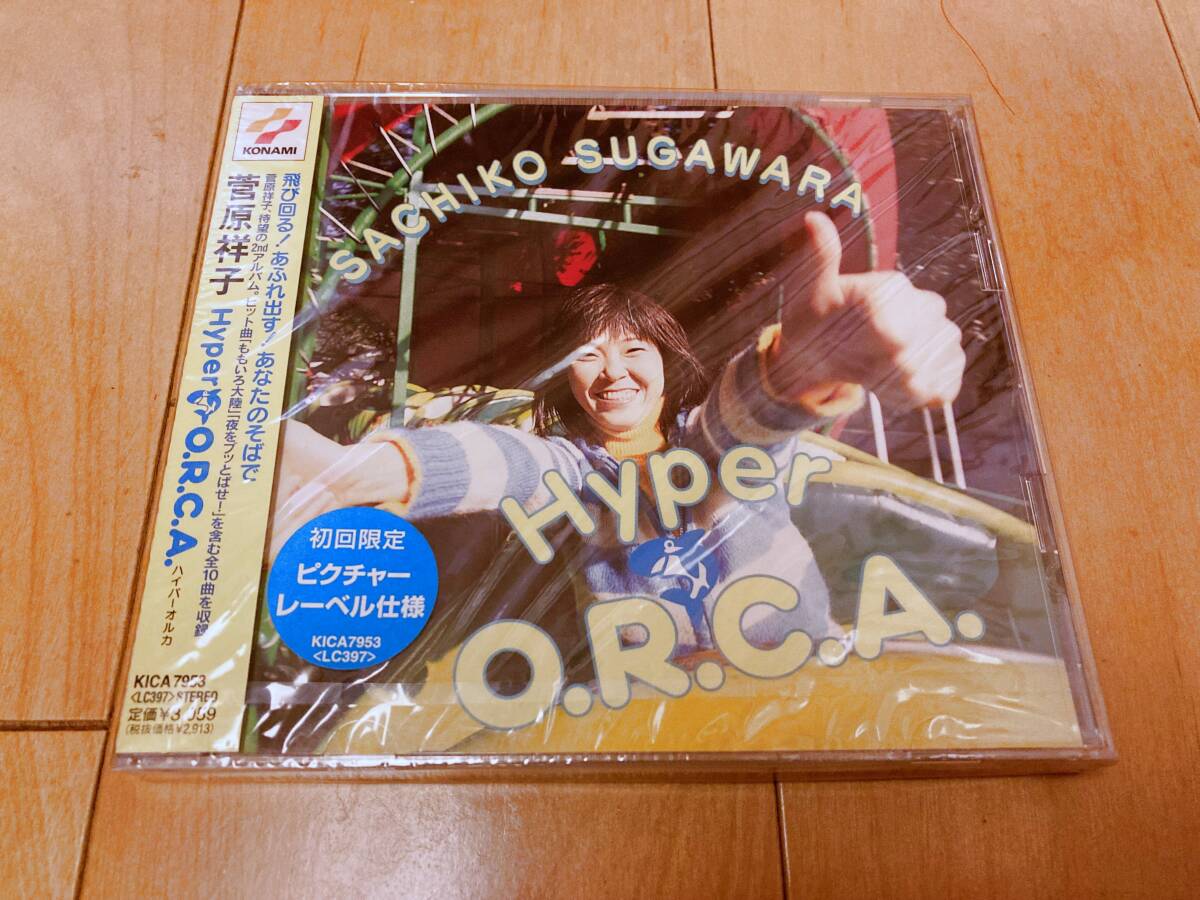 KONAMI
飛び回る!あふれ出す!あなたのそばで
菅原祥子、待望の2ndアルバム。ヒット曲「ももいろ大陸」「夜をブッとばせ!」を含む全10曲を収録
菅原祥子 Hyper O.R.C.A.
ハイパーオルカ
KICA7953
<LC397>STEREO
定価¥3,059
(税抜価格¥2,913)
SACHIKO SUGAWARA
Hyper
O.R.C.A.
初回限定
ピクチャー
レーベル仕様
KICA7953
<LC397>